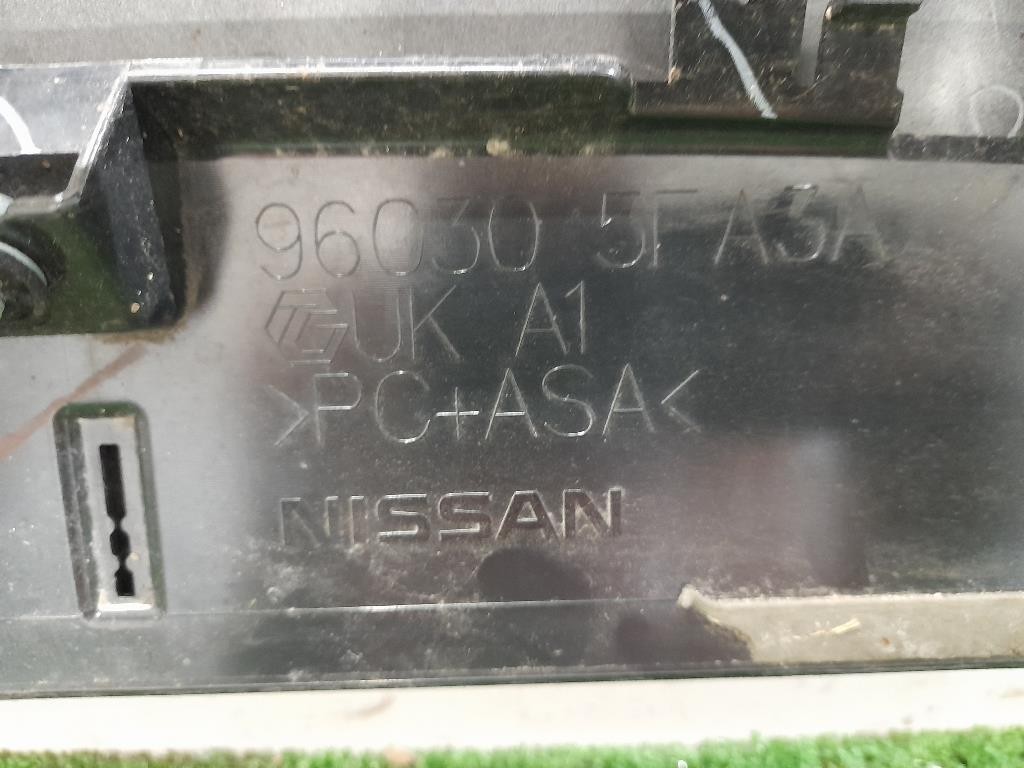 96030 5FA3A
UK A1
>PC+ASA<
NISSAN